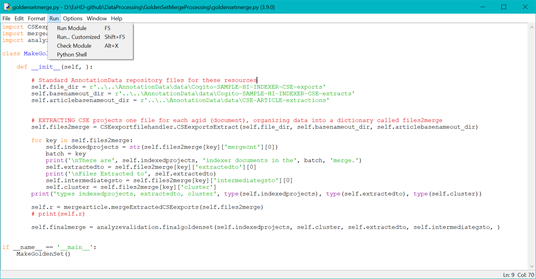 goldensetmerge.py - D:\ExHO-github\DataProcessing\GoldenSetMergeProcessing\goldensetmerge.py (3.9.0)
File Edit Format Run Options Window Help
Run Module F5
Run... Customized Shift+F5
Check Module Alt+X
Python Shell
import CSEexp
import merge
import analy
class MakeGol
def __init__(self, ):
# Standard AnnotationData repository files for these resources
self.file_dir = r'..\..\AnnotationData\data\Cogito-SAMPLE-HI-INDEXER-CSE-exports'
self.basenameout_dir = r'..\..\AnnotationData\data\Cogito-SAMPLE-HI-INDEXER-CSE-extracts'
self.articlebasenameout_dir = r'..\..\AnnotationData\data\CSE-ARTICLE-extractions'
# EXTRACTING CSE projects one file for each agid (document), organizing data into a dictionary called files2merge
self.files2merge = CSEexportfilehandler.CSEexportsExtract(self.file_dir, self.basenameout_dir, self.articlebasenameout_dir)
for key in self.files2merge:
self.indexedprojects = str(self.files2merge[key]['mergecnt'][0])
batch = key
print('\nThere are', self.indexedprojects, 'indexer documents in the', batch, 'merge.')
self.extractedto = self.files2merge[key]['extractedto'][0]
print('\nFiles Extracted to', self.extractedto)
self.intermediategsto = self.files2merge[key]['intermediategsto'][0]
self.cluster = self.files2merge[key]['cluster']
print('types indexedprojects, extractedto, cluster', type(self.indexedprojects), type(self.extractedto), type(self.cluster))
self.r = mergearticle.mergeExtractedCSEexports(self.files2merge)
# print(self.r)
self.finalmerge = analyzevalidation.finalgoldenset(self.indexedprojects, self.cluster, self.extractedto, self.intermediategsto, )
if __name__ == '__main__':
MakeGoldenSet()
Ln: 9 Col: 70